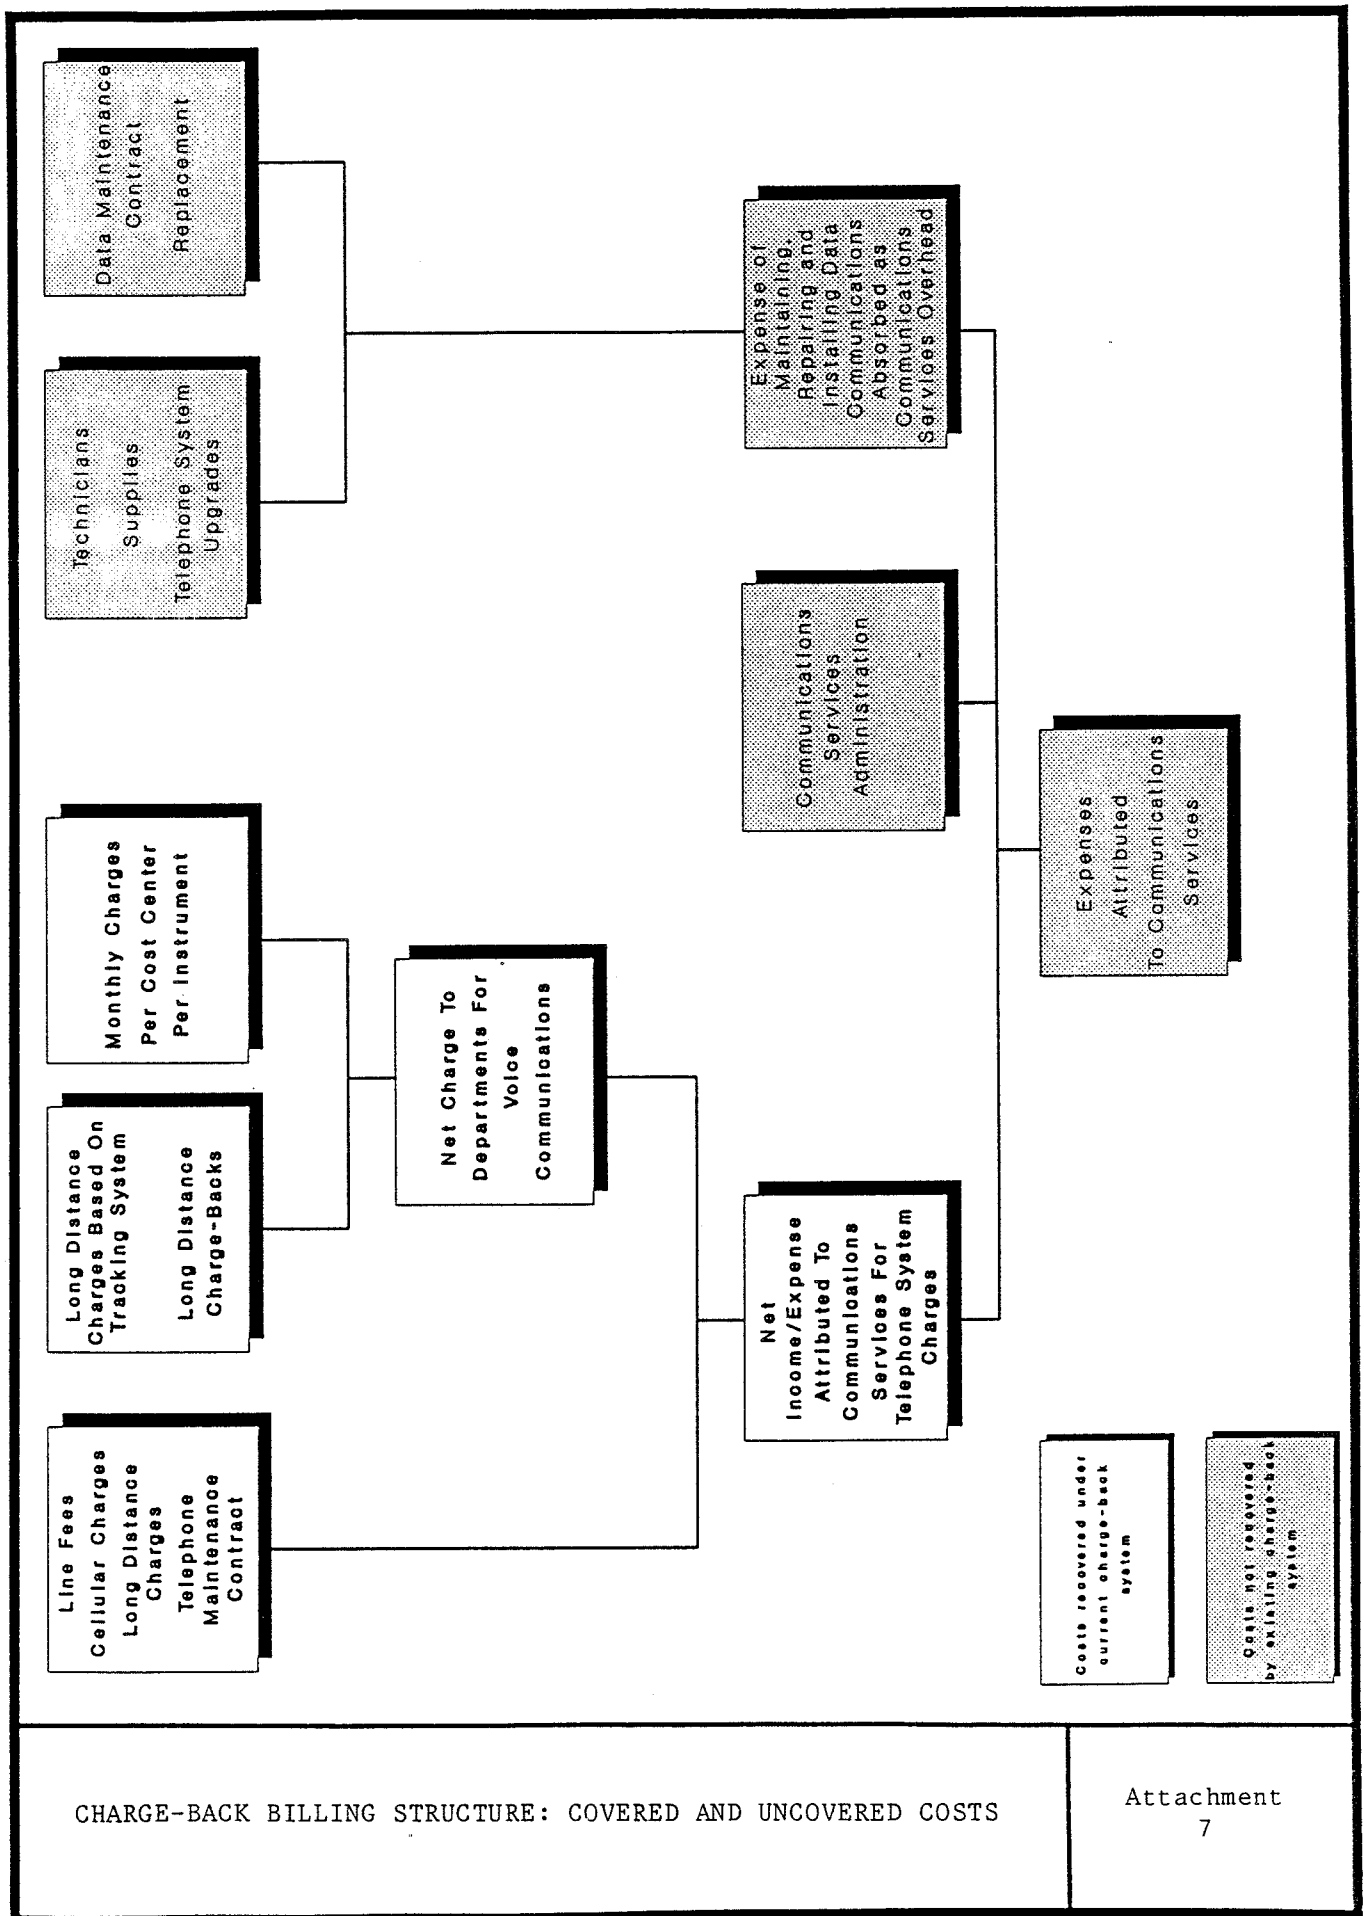 Line Fees
Cellular Charges
Long Distance
Charges
Telephone
Maintenance
Contract
Long Distance
Charges Based On
Tracking System
Long Distance
Charge-Backs
Monthly Charges
Per Cost Center
Per Instrument
Technicians
Supplies
Telephone System
Upgrades
Data Maintenance
Contract
Replacement
Net Charge To
Departments For
Voice
Communications
Net
Income/Expense
Attributed To
Communications
Services For
Telephone System
Charges
Communications
Services
Administration
Expense of
Maintaining,
Repairing and
Installing Data
Communications
Absorbed as
Communications
Services Overhead
Expenses
Attributed
To Communications
Services
Costs recovered under
current charge-back
system
Costs not recovered
by existing charge-back
system
CHARGE-BACK BILLING STRUCTURE: COVERED AND UNCOVERED COSTS
Attachment
7